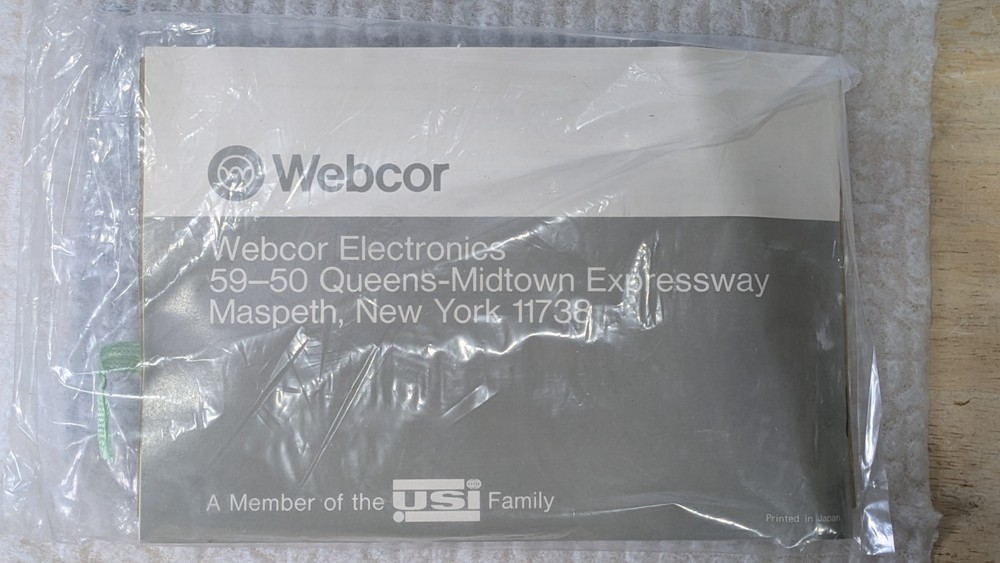 Webcor
Webcor Electronics
59–50 Queens-Midtown Expressway
Maspeth, New York 11738
A Member of the USI Family
Printed in Japan